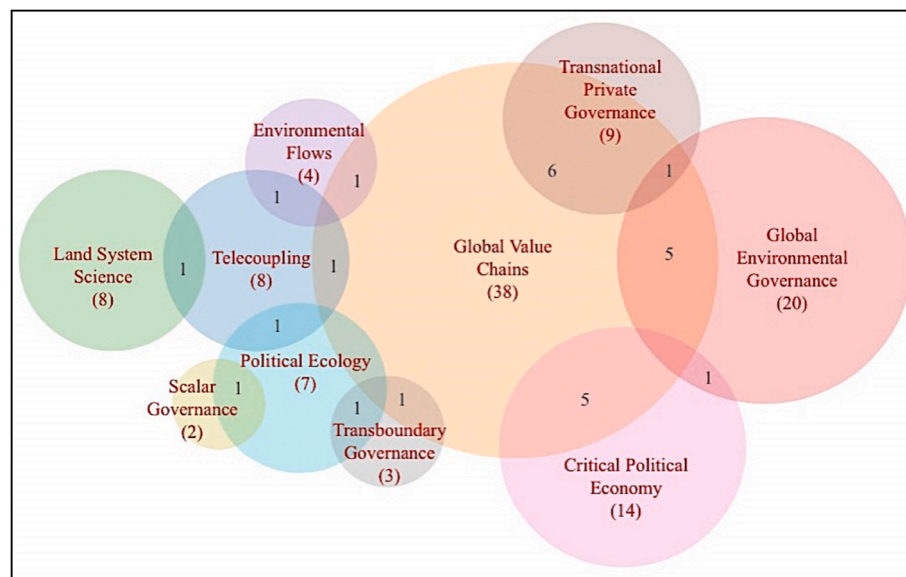 Transnational
Private
Governance
(9)
Environmental
Flows
(4)
1
1
6
1
Land System
Science
(8)
1
Telecoupling
(8)
1
Global Value
Chains
(38)
5
Global
Environmental
Governance
(20)
1
Political Ecology
(7)
Scalar
Governance
(2)
1
1
1
Transboundary
Governance
(3)
5
1
Critical Political
Economy
(14)